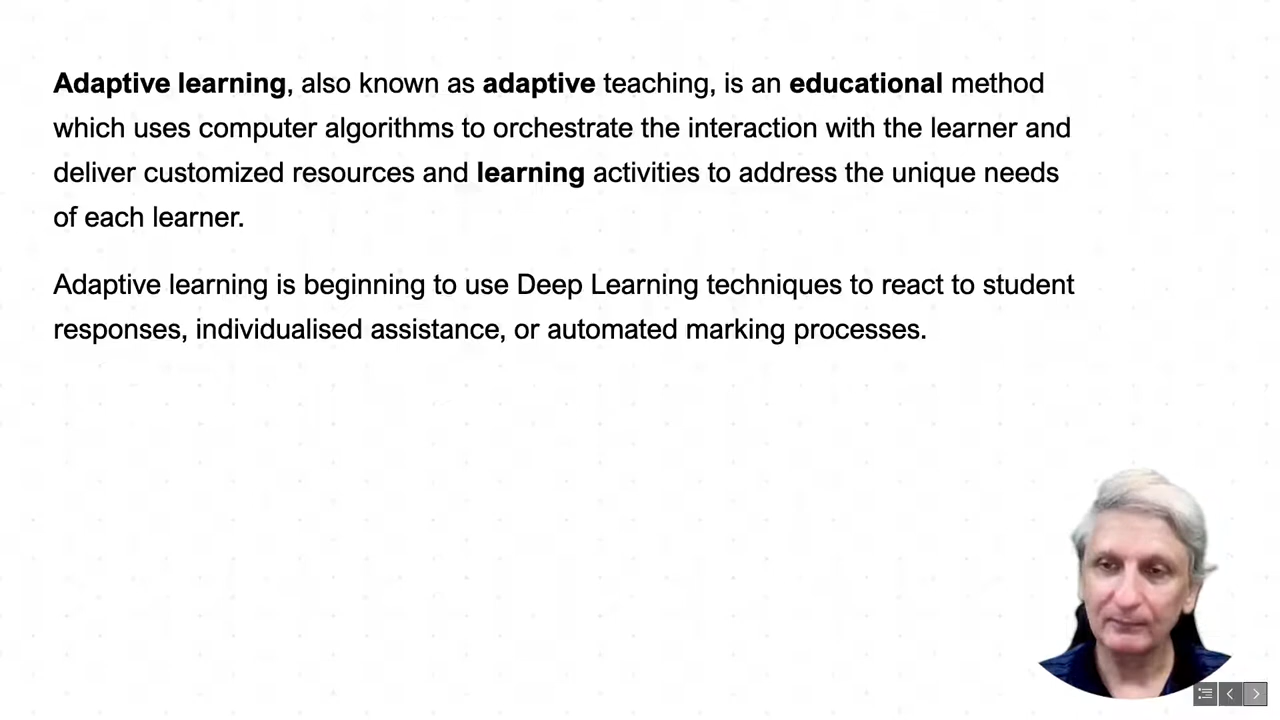 Adaptive learning, also known as adaptive teaching, is an educational method
which uses computer algorithms to orchestrate the interaction with the learner and
deliver customized resources and learning activities to address the unique needs
of each learner.
Adaptive learning is beginning to use Deep Learning techniques to react to student
responses, individualised assistance, or automated marking processes.